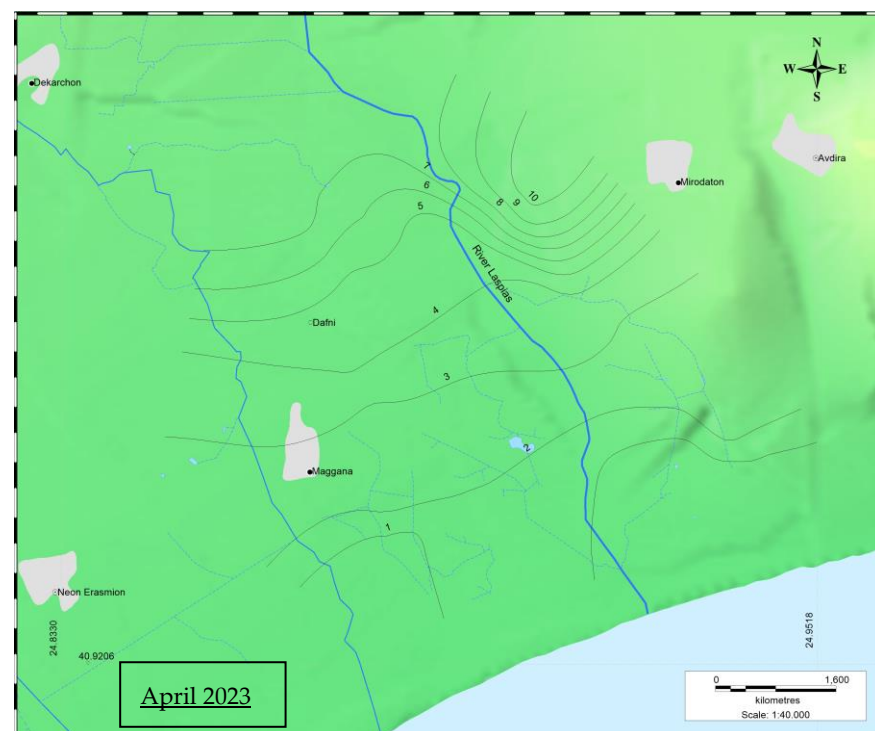 N
W E
S
Dekarchon
Avdira
Mirodaton
7
6
5
8
9
10
River Laspias
4
Dafni
3
2
Maggana
1
Neon Erasmion
24.8330
40.9206
24.9518
April 2023
0 1,600
kilometres
Scale: 1:40.000